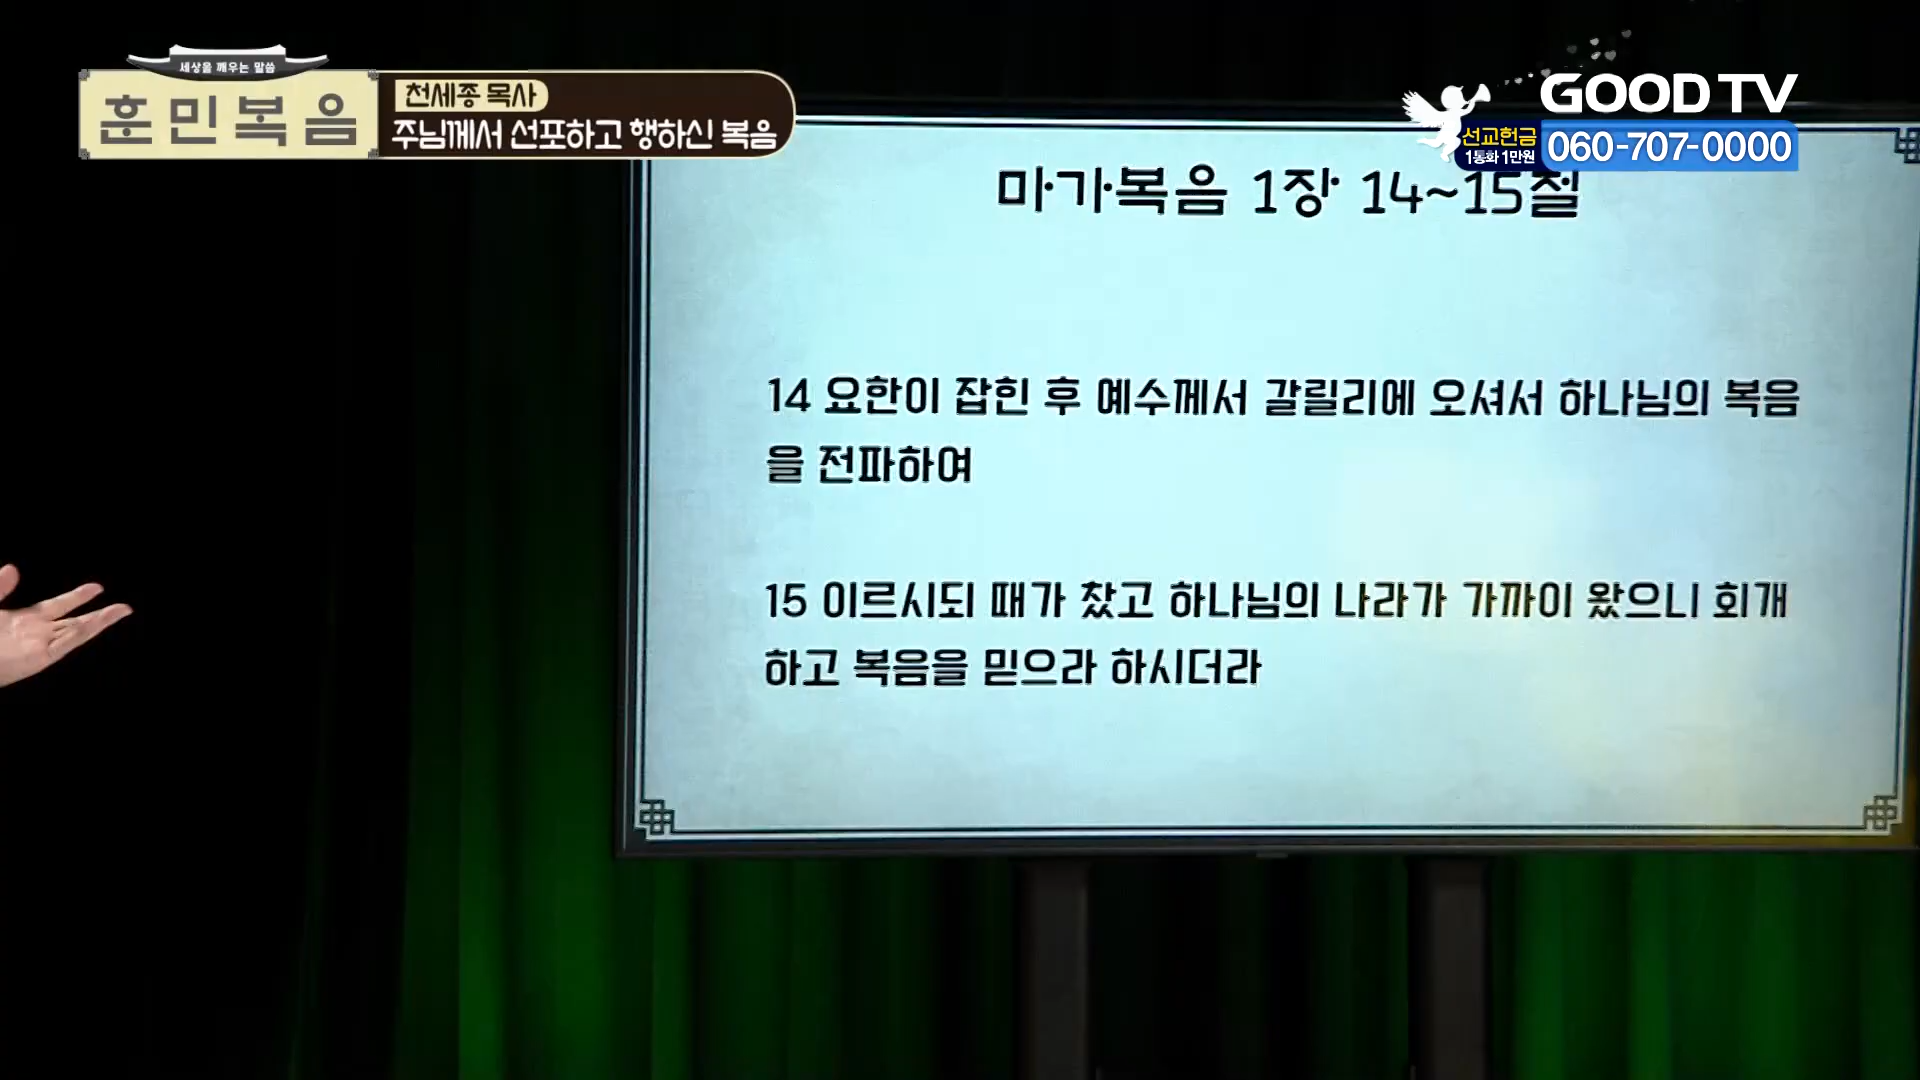 세상을 깨우는 말씀
훈민복음
천세종 목사
주님께서 선포하고 행하신 복음
GOODTV
선교헌금
1통화 1만원
060-707-0000
마가복음 1장 14~15절
14 요한이 잡힌 후 예수께서 갈릴리에 오셔서 하나님의 복음
을 전파하여
15 이르시되 때가 찼고 하나님의 나라가 가까이 왔으니 회개
하고 복음을 믿으라 하시더라